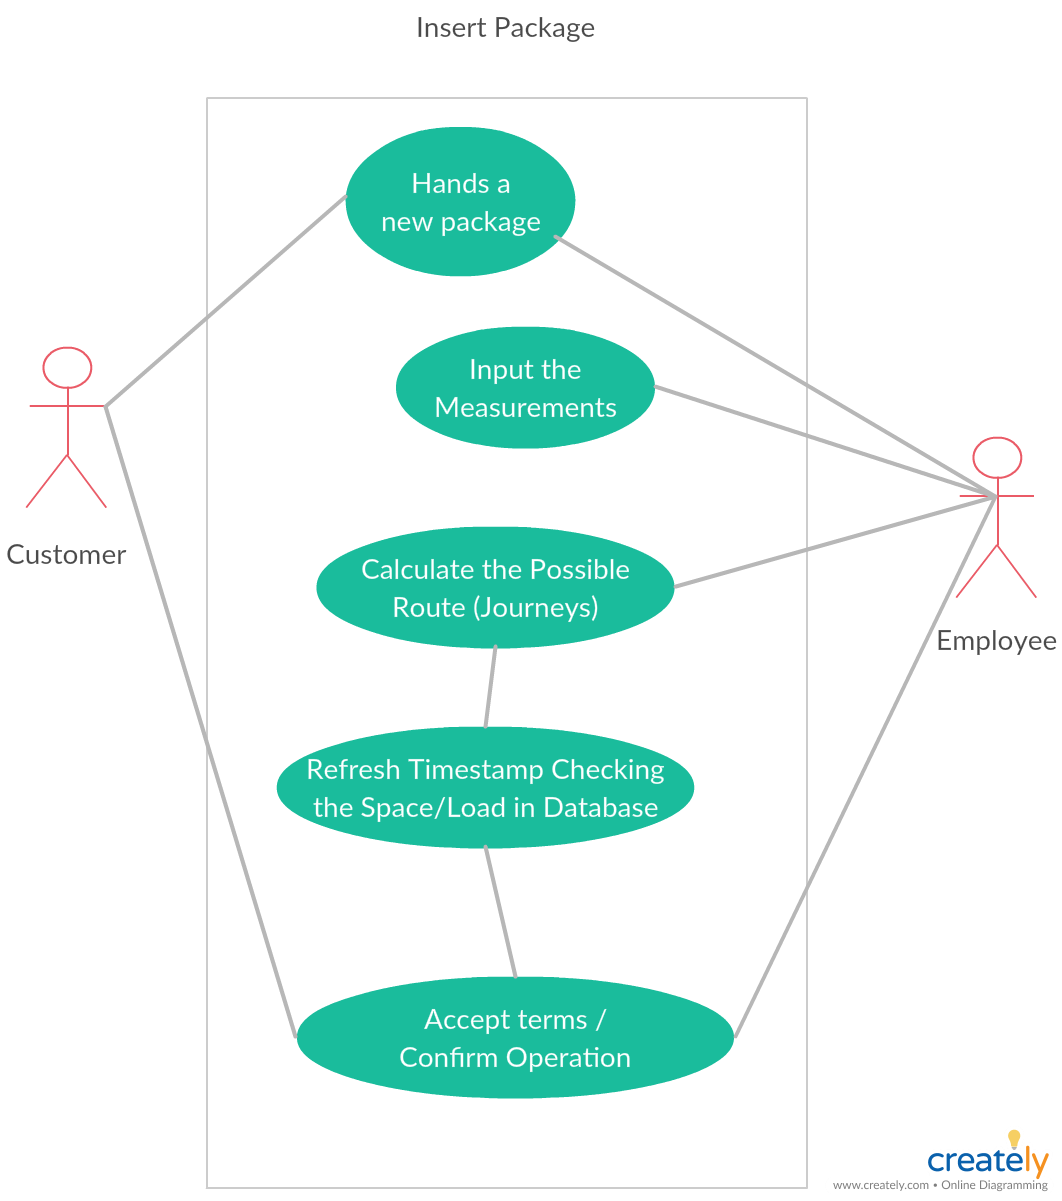 Insert Package
Hands a
new package
Input the
Measurements
Customer
Calculate the Possible
Route (Journeys)
Employee
Refresh Timestamp Checking
the Space/Load in Database
Accept terms /
Confirm Operation
creately
www.creately.com • Online Diagramming